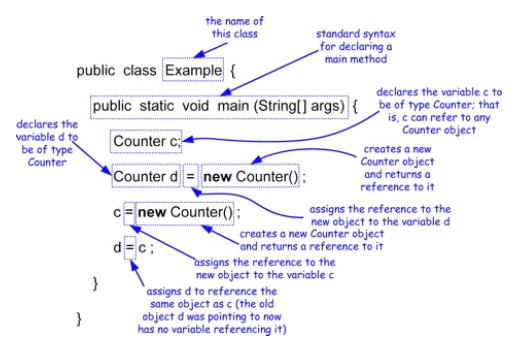 the name of
this class
standard syntax
for declaring a
main method
public class Example {
public static void main (String[] args) {
declares the variable c to
be of type Counter; that
is, c can refer to any
Counter object
declares the
variable d to
be of type
Counter
Counter c;
creates a new
Counter object
and returns a
reference to it
Counter d = new Counter() ;
assigns the reference to the
new object to the variable d
c = new Counter() ;
creates a new Counter object
and returns a reference to it
d = c ;
assigns the reference to the
new object to the variable c
}
assigns d to reference the
same object as c (the old
object d was pointing to now
has no variable referencing it)
}